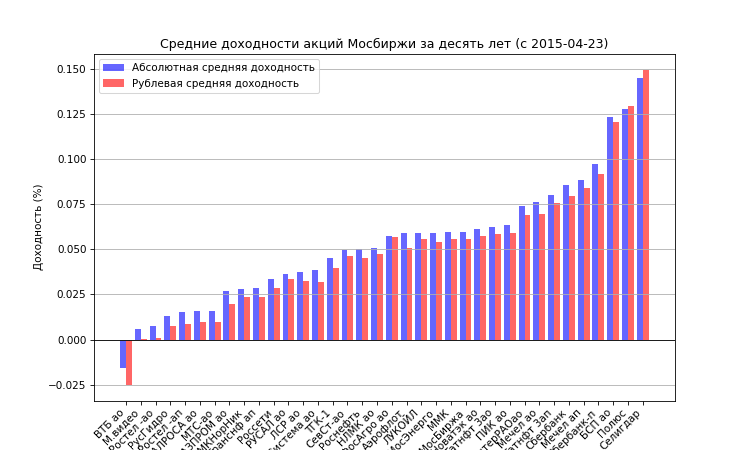 Средние доходности акций Мосбиржи за десять лет (с 2015-04-23)
Абсолютная средняя доходность
Рублевая средняя доходность
Доходность (%)
0.150
0.125
0.100
0.075
0.050
0.025
0.000
−0.025
ВТБ ао
М.видео
Ростел -ао
РусГидро
Ростел -ап
МТС-ао
Россети
РУСАЛ ао
ЛСР ао
ТГК-1
СевСт-ао
Роснефть
НЛМК ао
Аэрофлот
ЛУКОЙЛ
ММК
МосБиржа
ПИК ао
Мечел ао
Сбербанк
Мечел ап
БСП ао
Полюс
Селигдар